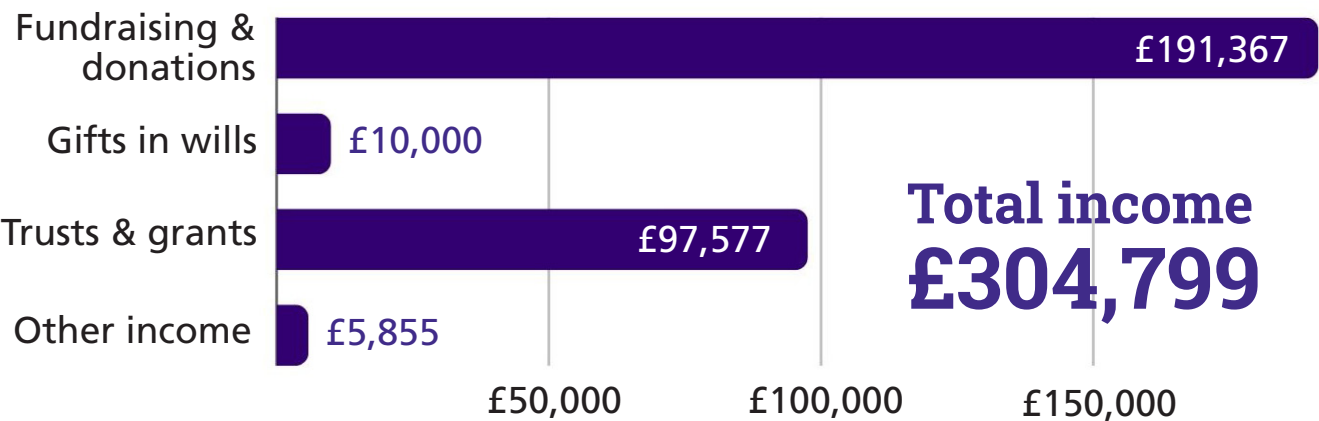 Fundraising &
donations
£191,367
Gifts in wills
£10,000
Trusts & grants
£97,577
Total income
£304,799
Other income
£5,855
£50,000
£100,000
£150,000